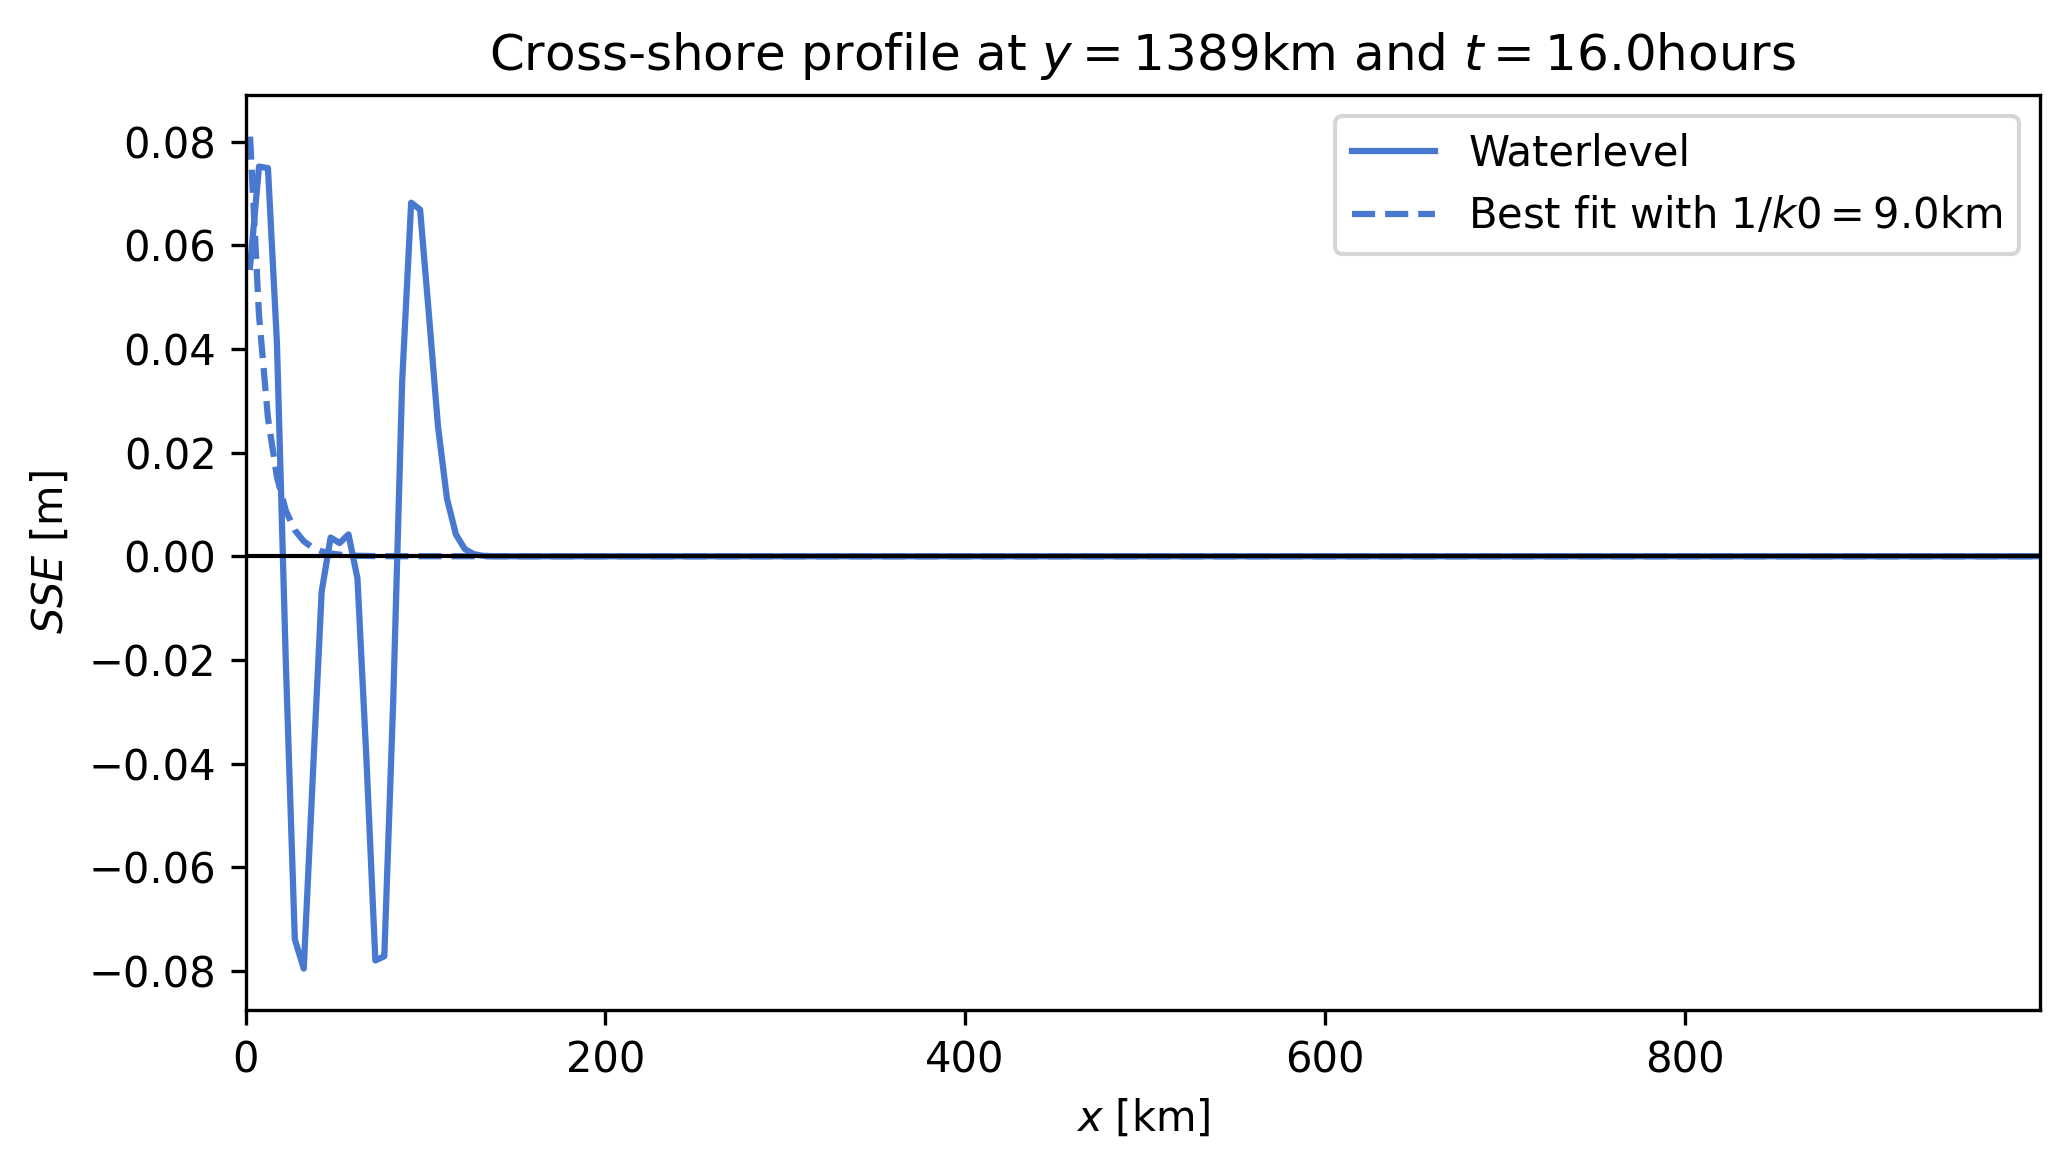 Cross-shore profile at y = 1389km and t = 16.0hours
Waterlevel
Best fit with 1/k0 = 9.0km
0.08
0.06
0.04
0.02
0.00
−0.02
−0.04
−0.06
−0.08
SSE [m]
0 200 400 600 800
x [km]